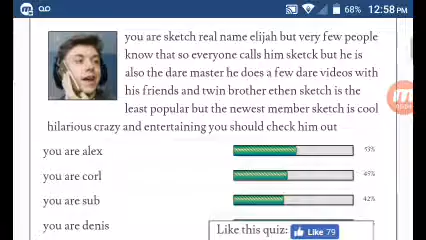 68% 12:58 PM
you are sketch real name elijah but very few people
know that so everyone calls him sketck but he is
also the dare master he does a few dare videos with
his friends and twin brother ethen sketch is the
least popular but the newest member sketch is cool
hilarious crazy and entertaining you should check him out
you are alex
you are corl 45%
you are sub 42%
you are denis
Like this quiz: Like 79